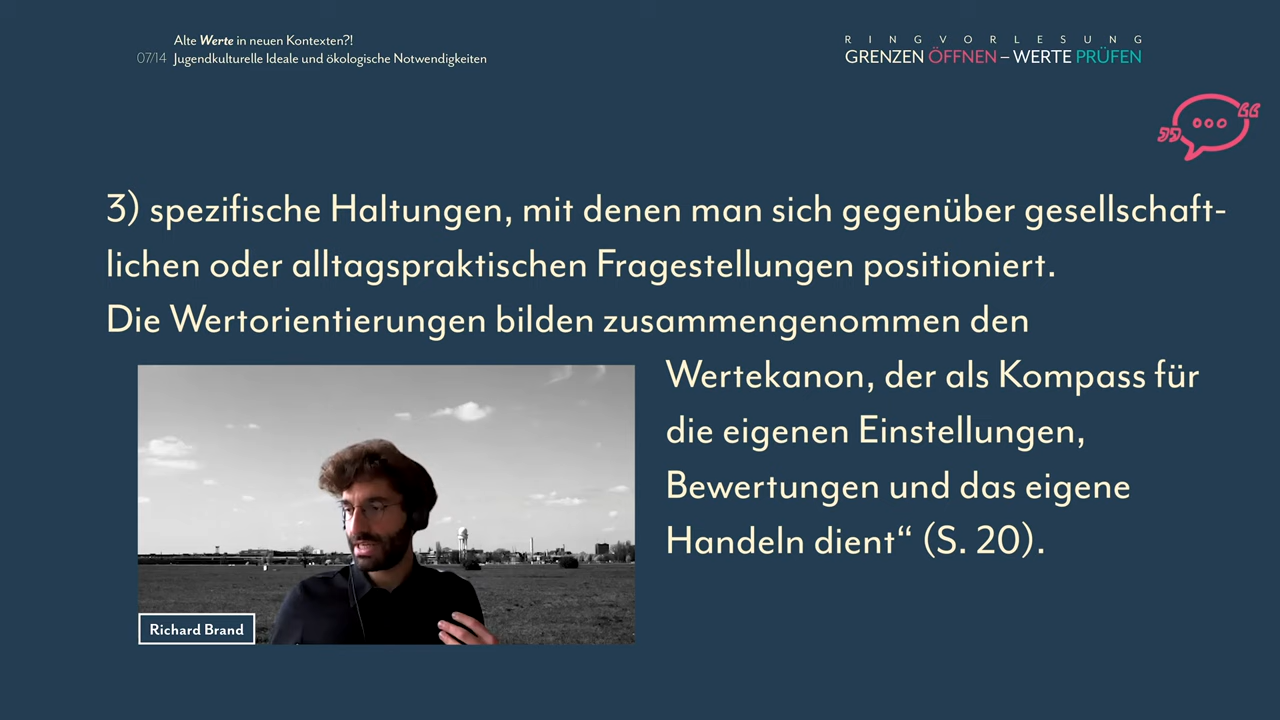 Alte Werte in neuen Kontexten?!
07/14 Jugendkulturelle Ideale und ökologische Notwendigkeiten
RINGVORLESUNG
GRENZEN ÖFFNEN – WERTE PRÜFEN
3) spezifische Haltungen, mit denen man sich gegenüber gesellschaft-
lichen oder alltagspraktischen Fragestellungen positioniert.
Die Wertorientierungen bilden zusammengenommen den
Wertekanon, der als Kompass für
die eigenen Einstellungen,
Bewertungen und das eigene
Handeln dient“ (S. 20).
Richard Brand